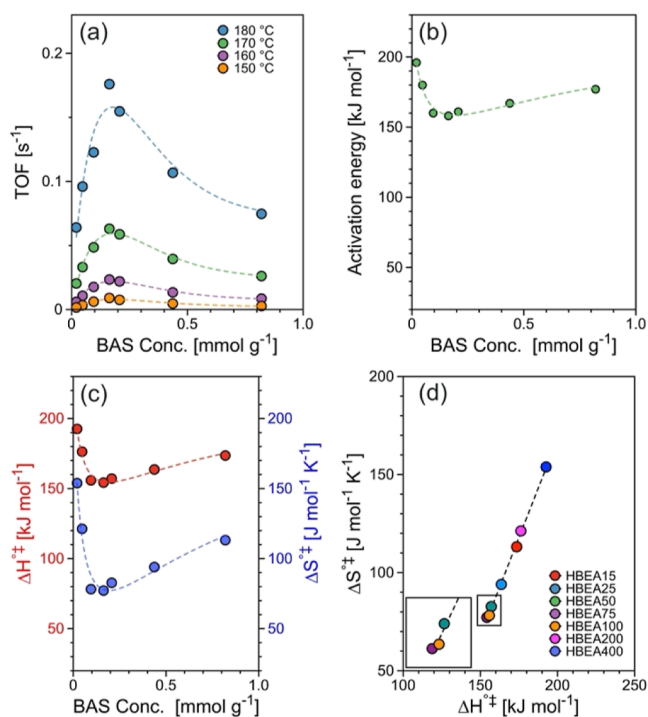 (a)
180 °C
170 °C
160 °C
150 °C
0.2
0.1
0
TOF [s⁻¹]
0
0.5
1.0
BAS Conc. [mmol g⁻¹]
(b)
200
150
100
50
Activation energy [kJ mol⁻¹]
0
0.5
1.0
BAS Conc. [mmol g⁻¹]
(c)
200
150
100
50
ΔH°‡ [kJ mol⁻¹]
200
150
100
50
ΔS°‡ [J mol⁻¹ K⁻¹]
0
0.5
1.0
BAS Conc. [mmol g⁻¹]
(d)
200
150
100
50
ΔS°‡ [J mol⁻¹ K⁻¹]
HBEA15
HBEA25
HBEA50
HBEA75
HBEA100
HBEA200
HBEA400
100
150
200
250
ΔH°‡ [kJ mol⁻¹]